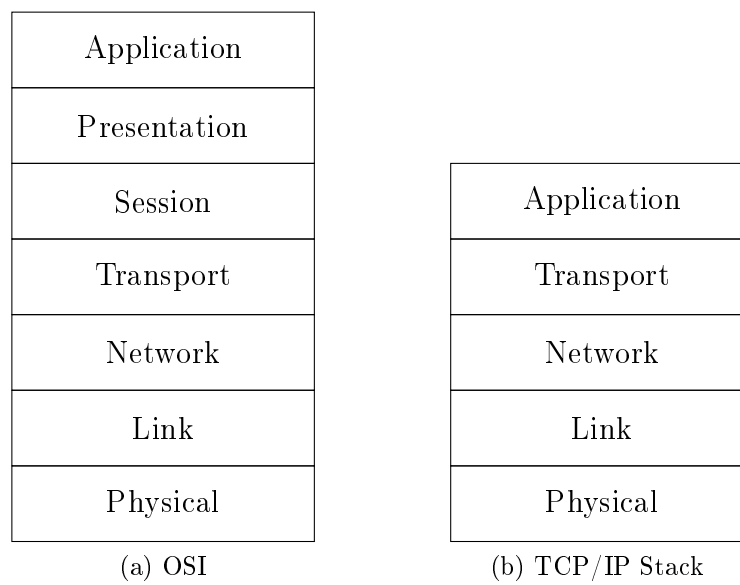 Application
Presentation
Session
Transport
Network
Link
Physical
(a) OSI
Application
Transport
Network
Link
Physical
(b) TCP/IP Stack